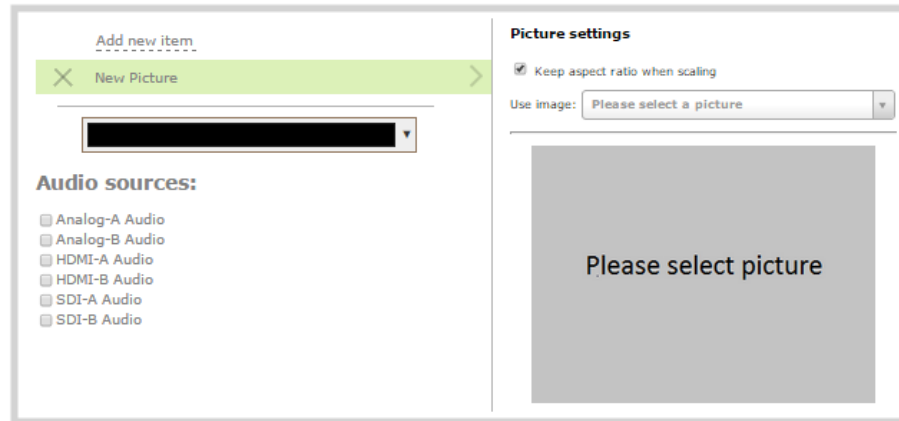 Add new item
New Picture
Audio sources:
Analog-A Audio
Analog-B Audio
HDMI-A Audio
HDMI-B Audio
SDI-A Audio
SDI-B Audio
Picture settings
Keep aspect ratio when scaling
Use image: Please select a picture
Please select picture